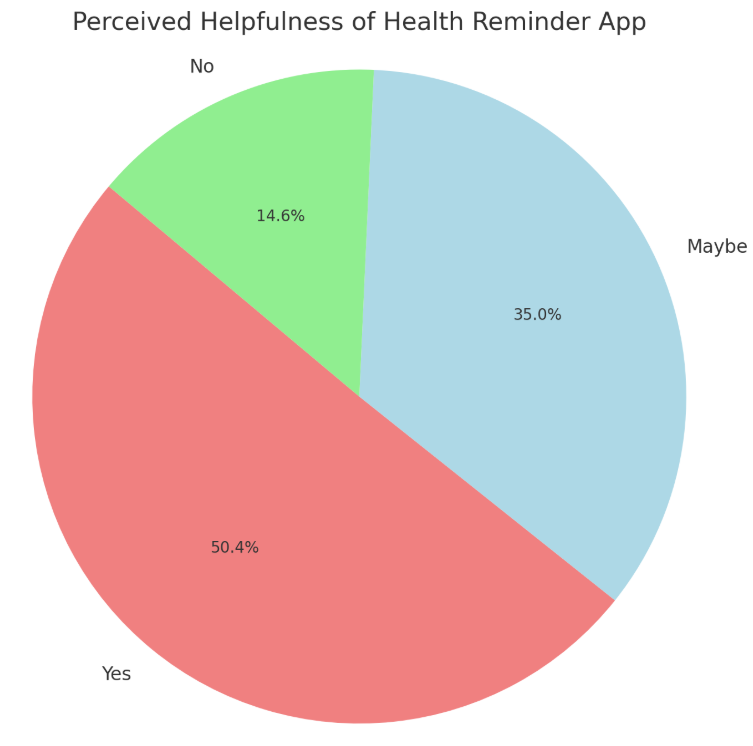 Perceived Helpfulness of Health Reminder App
No
14.6%
Maybe
35.0%
50.4%
Yes